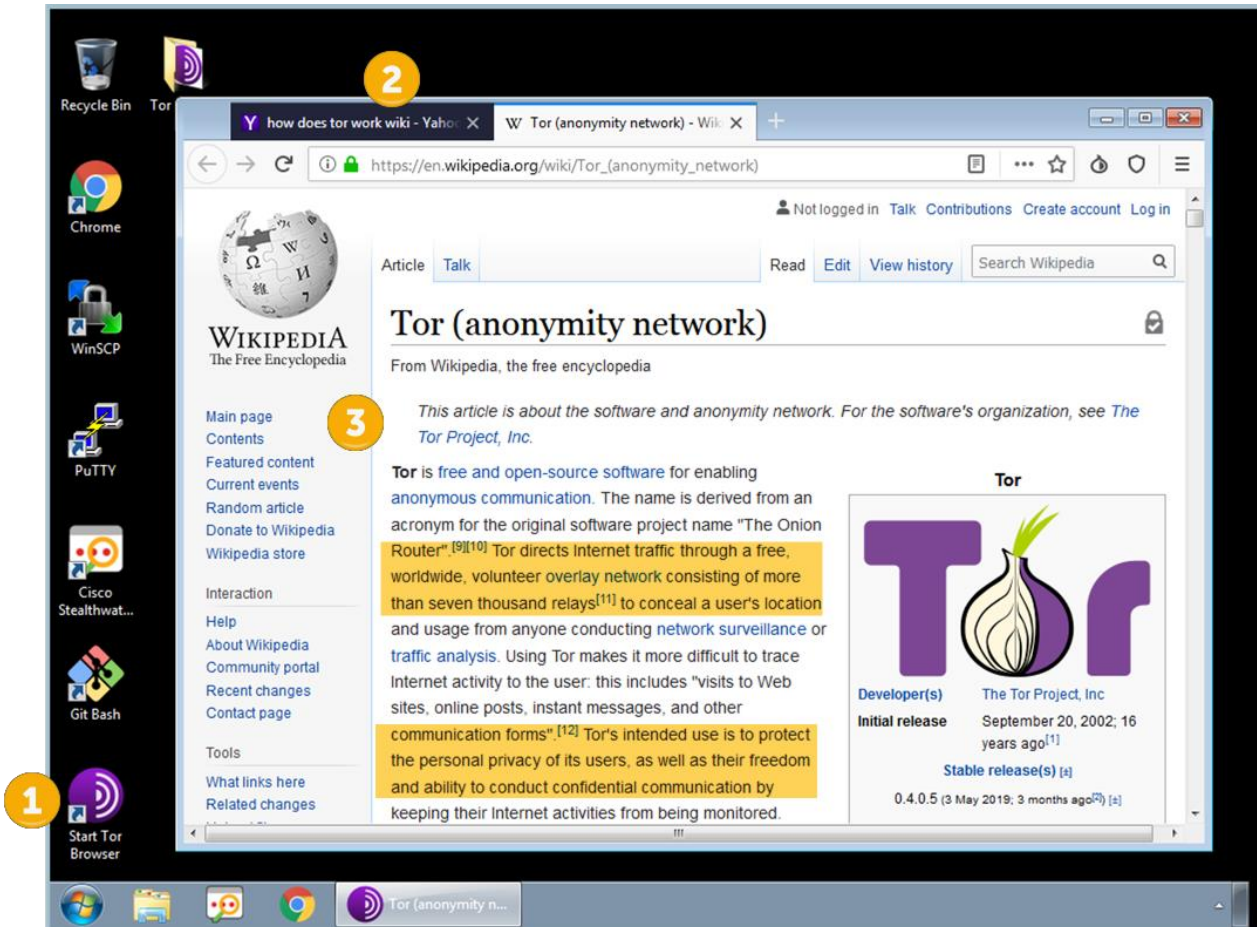 2
Recycle Bin
Tor
how does tor work wiki - Yahoo
W Tor (anonymity network) - Wik
https://en.wikipedia.org/wiki/Tor_(anonymity_network)
Chrome
WinSCP
PuTTY
Cisco
Stealthwat...
Git Bash
1
Start Tor
Browser
WIKIPEDIA
The Free Encyclopedia
Main page
Contents
Featured content
Current events
Random article
Donate to Wikipedia
Wikipedia store
Interaction
Help
About Wikipedia
Community portal
Recent changes
Contact page
Tools
What links here
Related changes
Not logged in Talk Contributions Create account Log in
Article Talk
Read Edit View history Search Wikipedia
Tor (anonymity network)
From Wikipedia, the free encyclopedia
3
This article is about the software and anonymity network. For the software's organization, see The
Tor Project, Inc.
Tor is free and open-source software for enabling
anonymous communication. The name is derived from an
acronym for the original software project name "The Onion
Router".[9][10] Tor directs Internet traffic through a free,
worldwide, volunteer overlay network consisting of more
than seven thousand relays[11] to conceal a user's location
and usage from anyone conducting network surveillance or
traffic analysis. Using Tor makes it more difficult to trace
Internet activity to the user: this includes "visits to Web
sites, online posts, instant messages, and other
communication forms".[12] Tor's intended use is to protect
the personal privacy of its users, as well as their freedom
and ability to conduct confidential communication by
keeping their Internet activities from being monitored.
Tor
Tor
Developer(s) The Tor Project, Inc
Initial release September 20, 2002; 16
years ago[1]
Stable release(s) [±]
0.4.0.5 (3 May 2019; 3 months ago[2]) [±]
Tor (anonymity n...